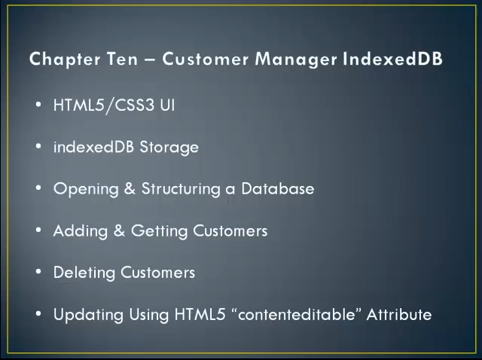 Chapter Ten – Customer Manager IndexedDB
• HTML5/CSS3 UI
• indexedDB Storage
• Opening & Structuring a Database
• Adding & Getting Customers
• Deleting Customers
• Updating Using HTML5 “contenteditable” Attribute